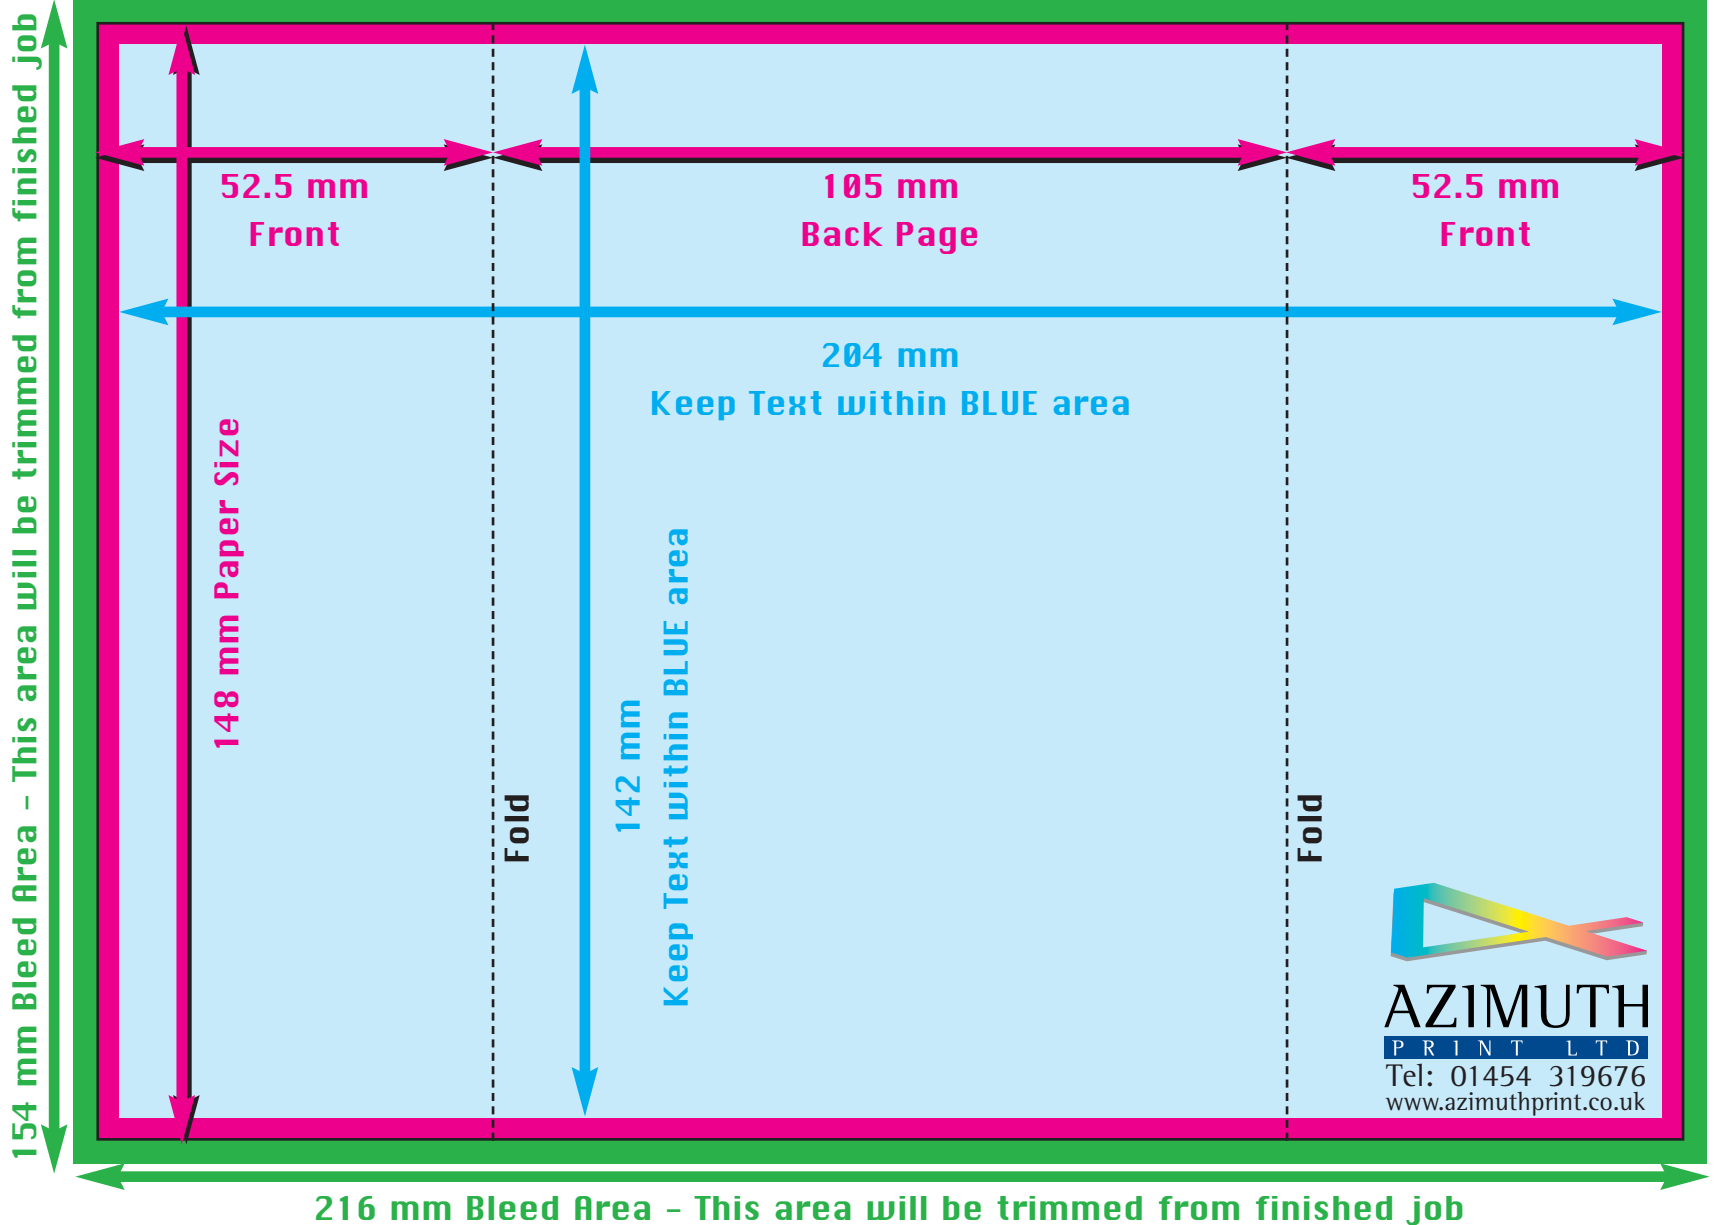 154 mm Bleed Area - This area will be trimmed from finished job
52.5 mm
Front
105 mm
Back Page
52.5 mm
Front
204 mm
Keep Text within BLUE area
148 mm Paper Size
142 mm
Keep Text within BLUE area
Fold
Fold
AZIMUTH
PRINT LTD
Tel: 01454 319676
www.azimuthprint.co.uk
216 mm Bleed Area - This area will be trimmed from finished job